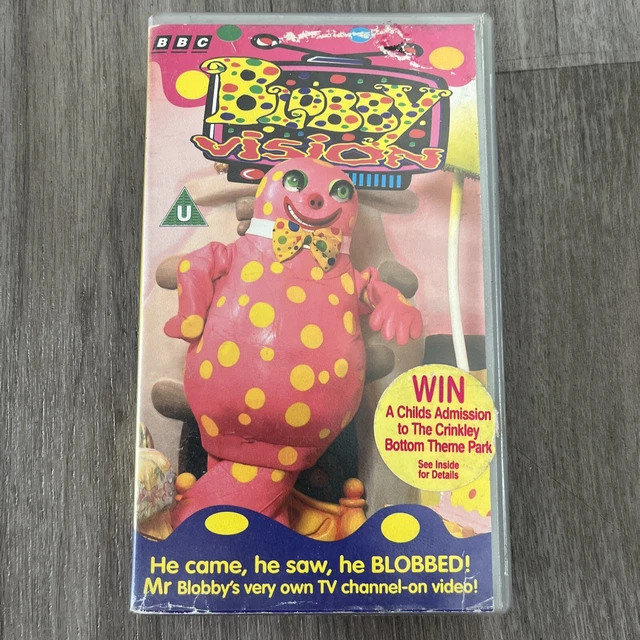 BBC
BLOBBY
VISION
U
WIN
A Childs Admission
to The Crinkley
Bottom Theme Park
See Inside
for Details
He came, he saw, he BLOBBED!
Mr Blobby's very own TV channel-on video!